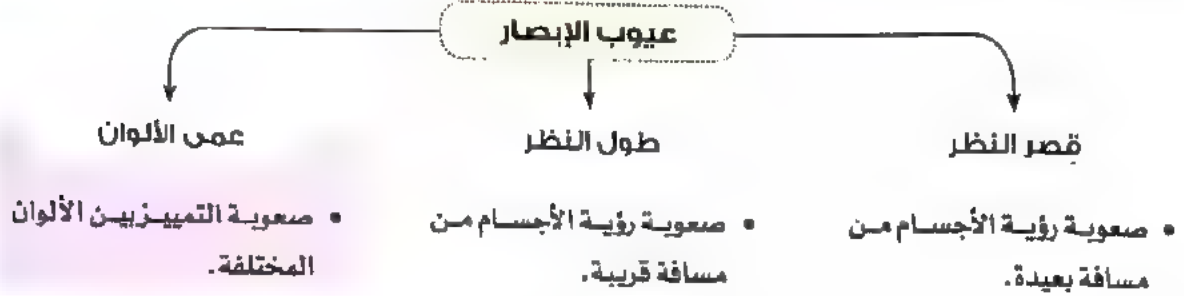 عيوب الإبصار
قصر النظر
طول النظر
عمى الألوان
• صعوبة رؤية الأجسام من
مسافة بعيدة.
• صعوبة رؤية الأجسام من
مسافة قريبة.
• صعوبة التمييز بين الألوان
المختلفة.